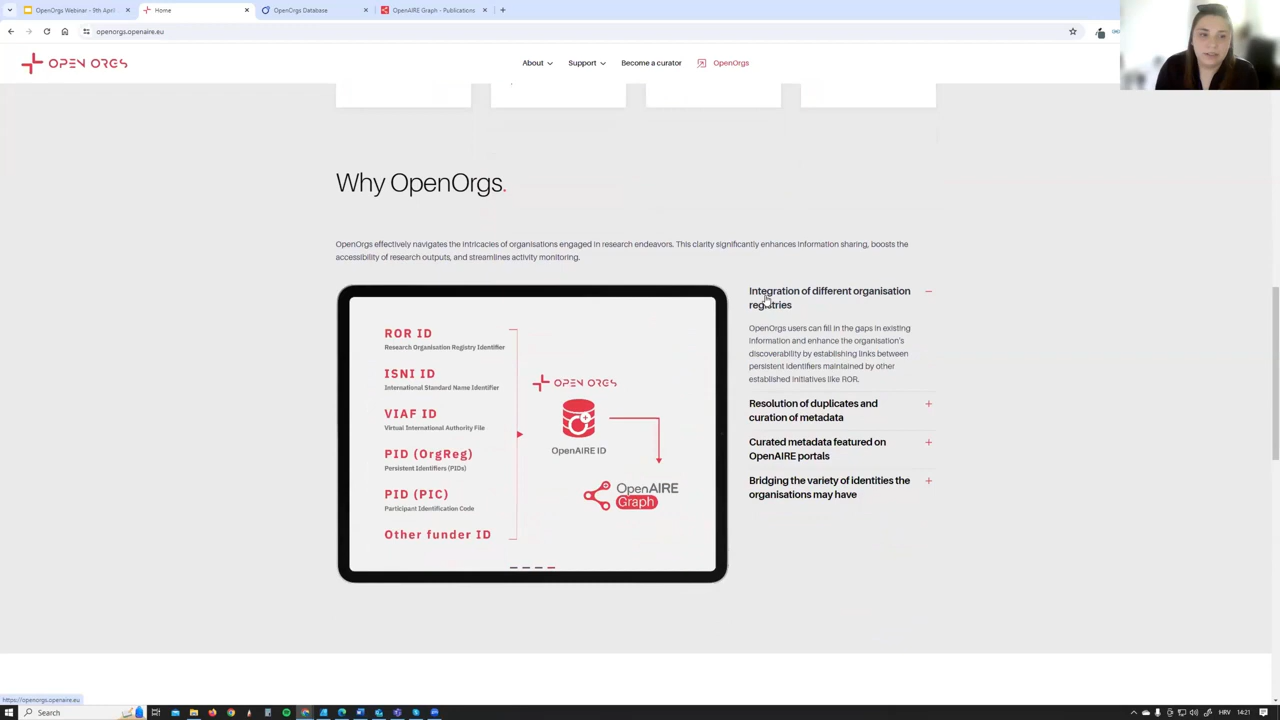 OpenOrgs Webinar - 9th April
Home
OpenOrgs Database
OpenAIRE Graph - Publications
openorgs.openaire.eu
OPEN ORGS
About
Support
Become a curator
OpenOrgs
Why OpenOrgs.
OpenOrgs effectively navigates the intricacies of organisations engaged in research endeavors. This clarity significantly enhances information sharing, boosts the
accessibility of research outputs, and streamlines activity monitoring.
ROR ID
Research Organisation Registry Identifier
ISNI ID
International Standard Name Identifier
VIAF ID
Virtual International Authority File
PID (OrgReg)
Persistent Identifiers (PIDs)
PID (PIC)
Participant Identification Code
Other funder ID
OPEN ORGS
OpenAIRE ID
OpenAIRE
Graph
Integration of different organisation
registries
OpenOrgs users can fill in the gaps in existing
information and enhance the organisation's
discoverability by establishing links between
persistent identifiers maintained by other
established initiatives like ROR.
Resolution of duplicates and
curation of metadata
Curated metadata featured on
OpenAIRE portals
Bridging the variety of identities the
organisations may have
https://openorgs.openaire.eu
Search
HRV
14:21